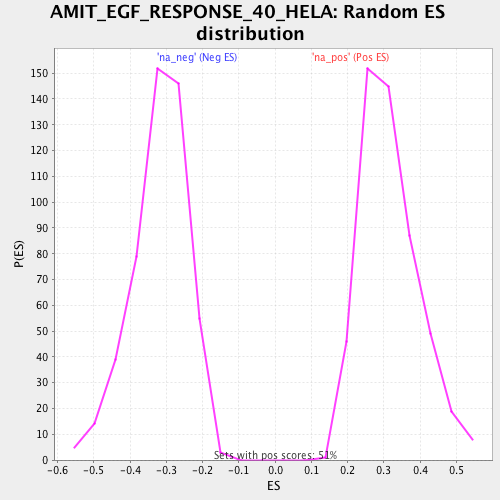 AMIT_EGF_RESPONSE_40_HELA: Random ES
distribution
'na_neg' (Neg ES)
'na_pos' (Pos ES)
150
140
130
120
110
100
90
80
70
60
50
40
30
20
10
0
P(ES)
Sets with pos scores: 51%
-0.6 -0.5 -0.4 -0.3 -0.2 -0.1 0.0 0.1 0.2 0.3 0.4 0.5
ES